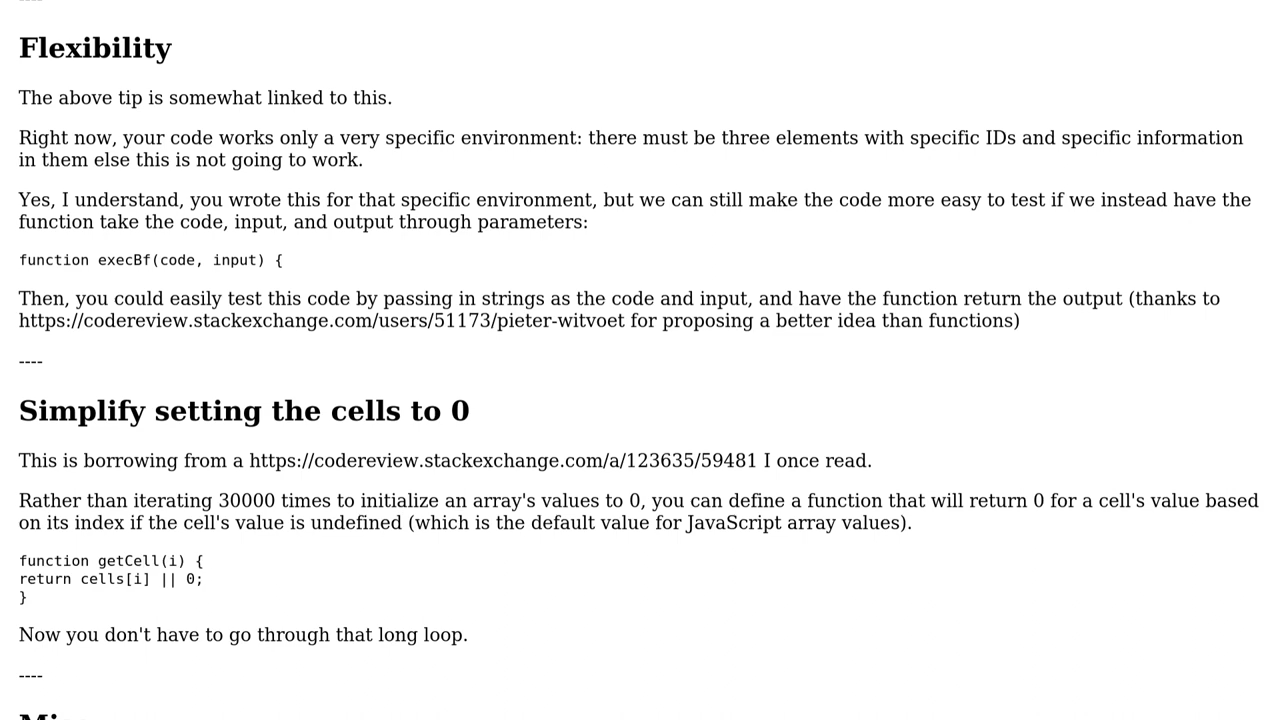 Flexibility
The above tip is somewhat linked to this.
Right now, your code works only a very specific environment: there must be three elements with specific IDs and specific information
in them else this is not going to work.
Yes, I understand, you wrote this for that specific environment, but we can still make the code more easy to test if we instead have the
function take the code, input, and output through parameters:
function execBf(code, input) {
Then, you could easily test this code by passing in strings as the code and input, and have the function return the output (thanks to
https://codereview.stackexchange.com/users/51173/pieter-witvoet for proposing a better idea than functions)
----
Simplify setting the cells to 0
This is borrowing from a https://codereview.stackexchange.com/a/123635/59481 I once read.
Rather than iterating 30000 times to initialize an array's values to 0, you can define a function that will return 0 for a cell's value based
on its index if the cell's value is undefined (which is the default value for JavaScript array values).
function getCell(i) {
return cells[i] || 0;
}
Now you don't have to go through that long loop.
----